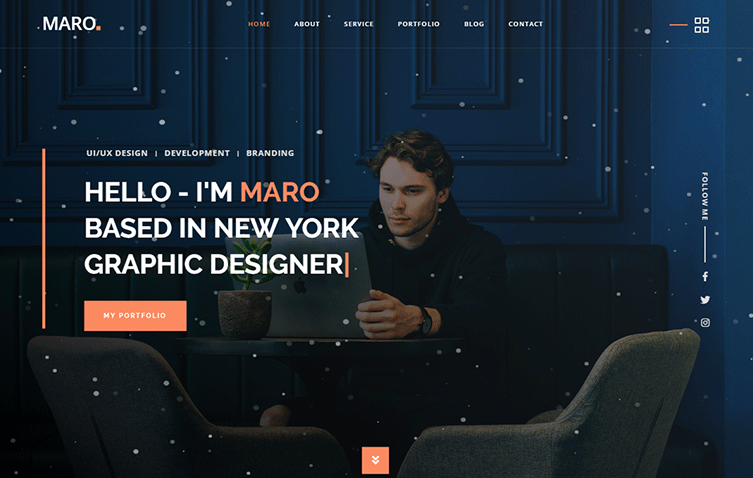 MARO.
HOME ABOUT SERVICE PORTFOLIO BLOG CONTACT
UI/UX DESIGN | DEVELOPMENT | BRANDING
HELLO - I'M MARO
BASED IN NEW YORK
GRAPHIC DESIGNER|
MY PORTFOLIO
FOLLOW ME